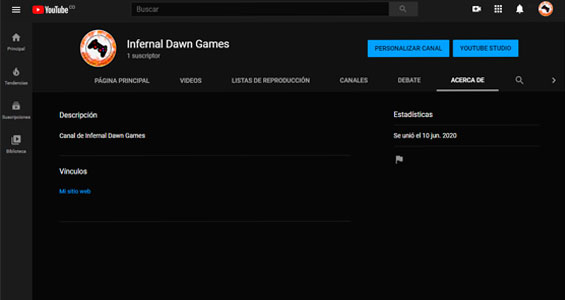 YouTube CO
Buscar
Principal
Tendencias
Suscripciones
Biblioteca
Infernal Dawn Games
1 suscriptor
PERSONALIZAR CANAL
YOUTUBE STUDIO
PÁGINA PRINCIPAL
VIDEOS
LISTAS DE REPRODUCCIÓN
CANALES
DEBATE
ACERCA DE
Descripción
Canal de Infernal Dawn Games
Vínculos
Mi sitio web
Estadísticas
Se unió el 10 jun. 2020